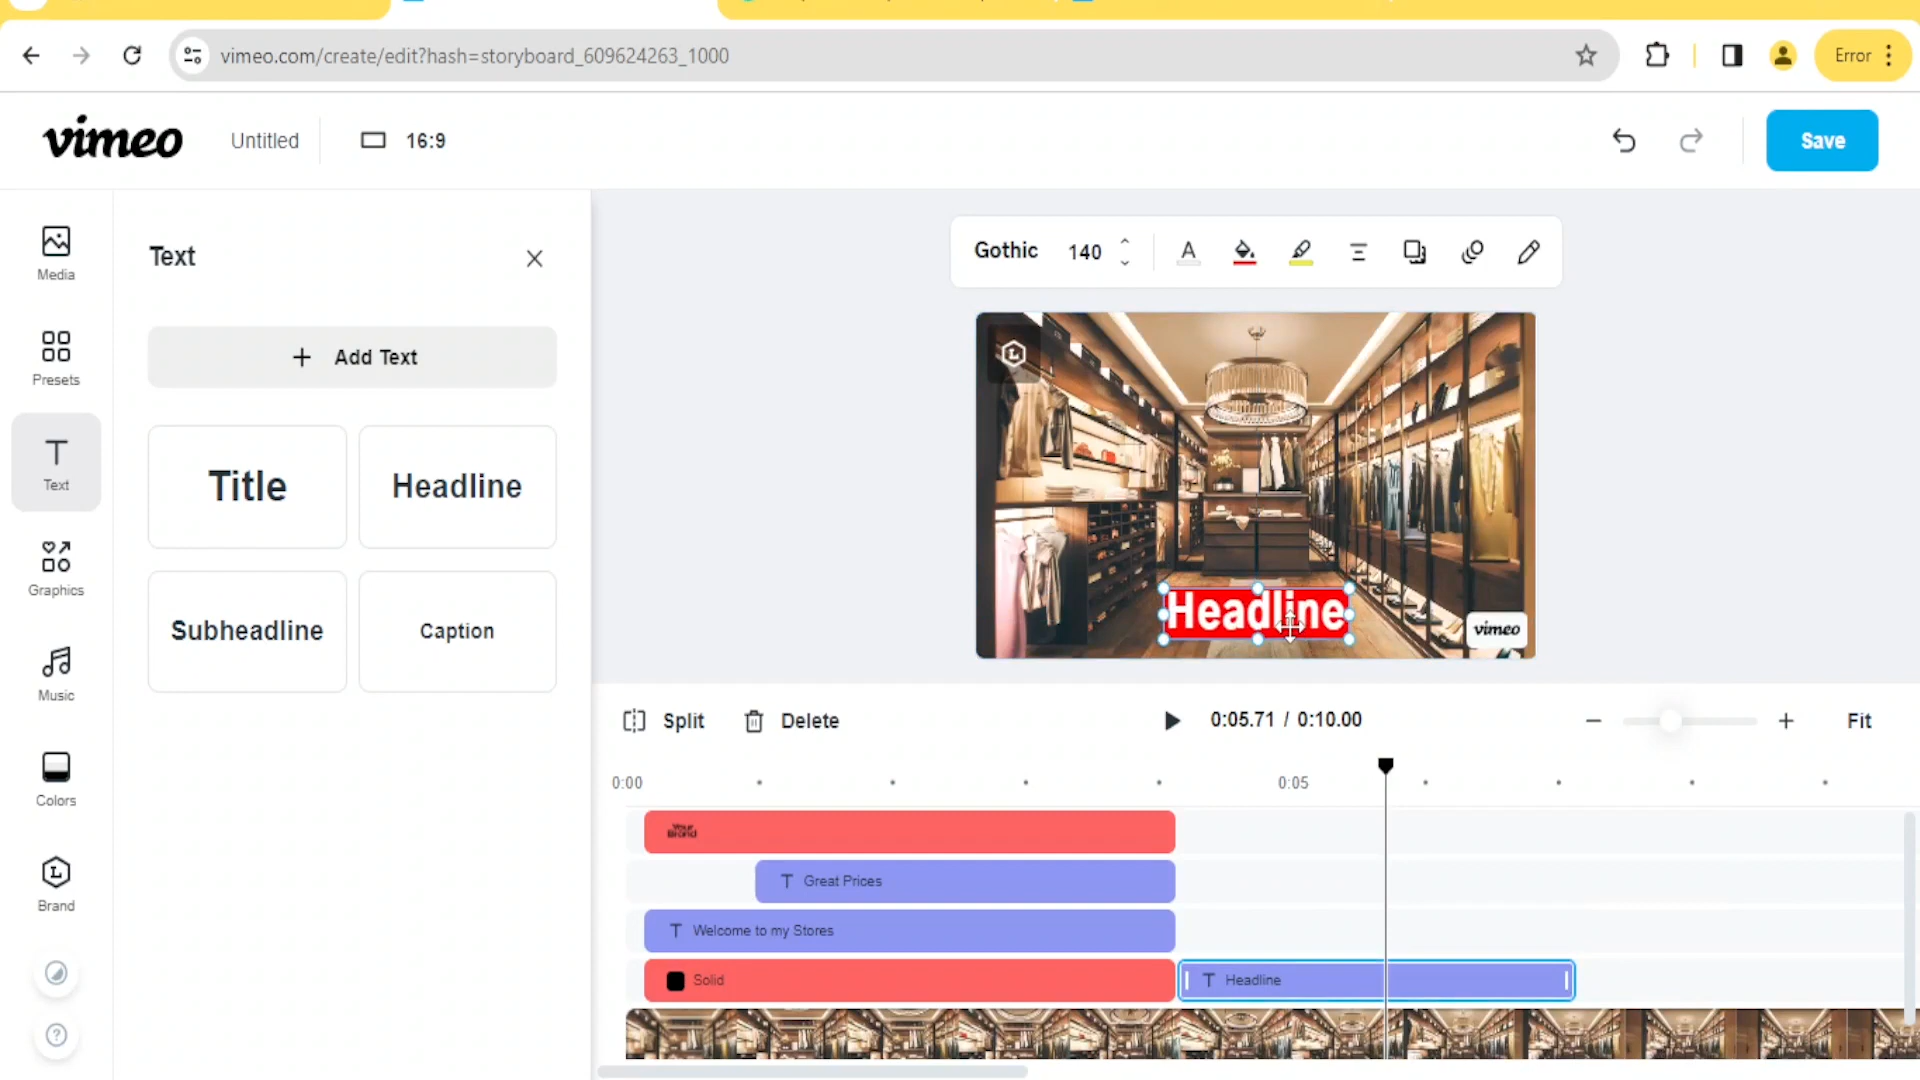 vimeo.com/create/edit?hash=storyboard_609624263_1000
Error
vimeo
Untitled
16:9
Save
Media
Presets
Text
Graphics
Music
Colors
Brand
Text
+ Add Text
Title
Headline
Subheadline
Caption
Gothic
140
A
Headline
vimeo
Split
Delete
0:05.71 / 0:10.00
Fit
0:00
0:05
Your
Brand
T Great Prices
T Welcome to my Stores
Solid
T Headline